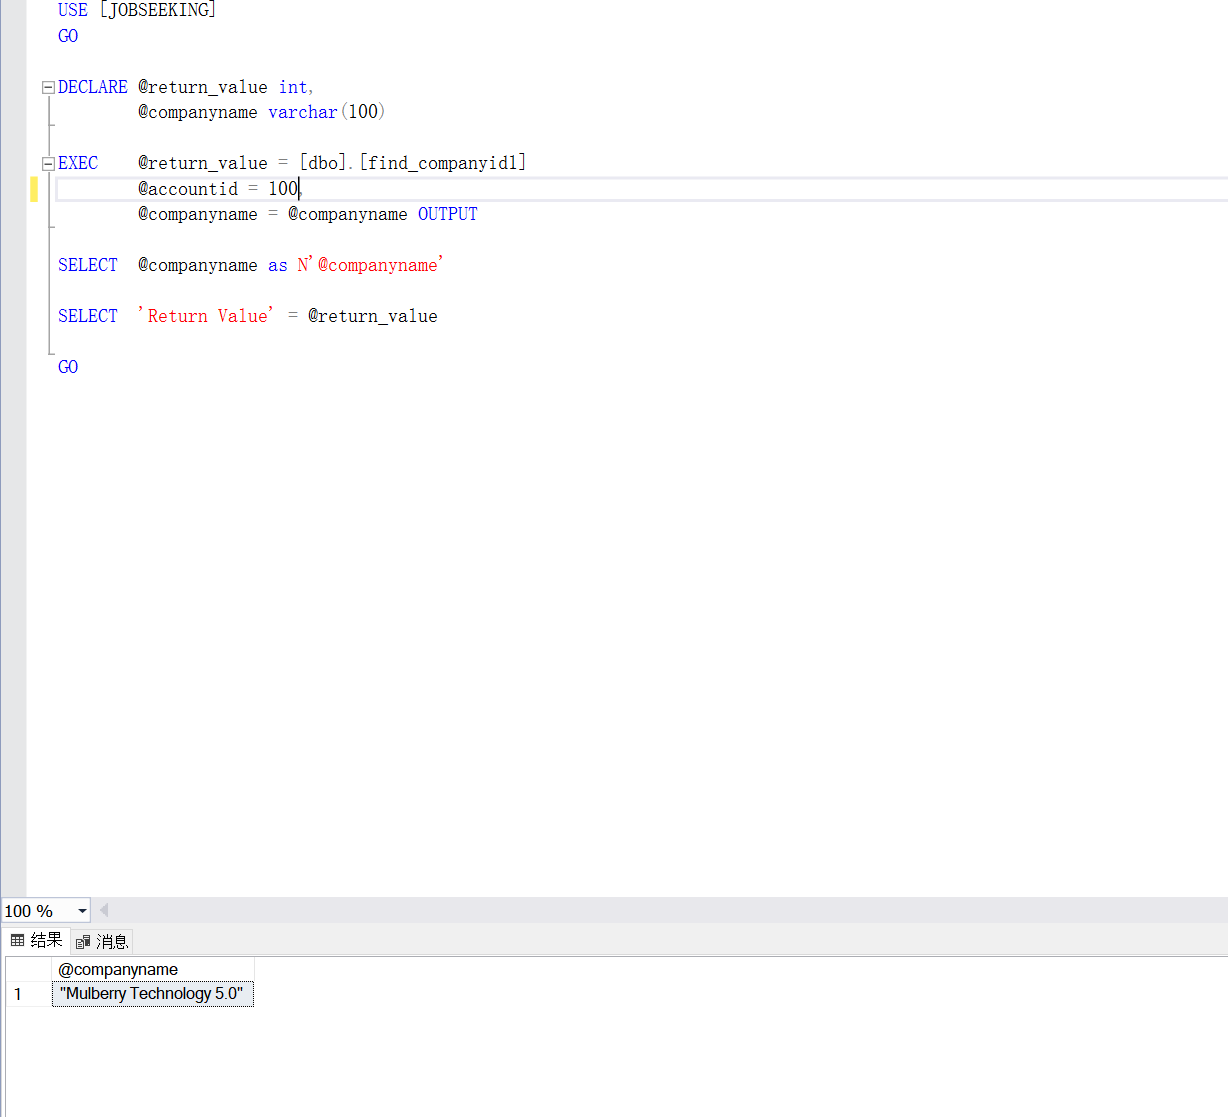 USE [JOBSEEKING]
GO
DECLARE @return_value int,
@companyname varchar(100)
EXEC @return_value = [dbo].[find_companyid1]
@accountid = 100,
@companyname = @companyname OUTPUT
SELECT @companyname as N'@companyname'
SELECT 'Return Value' = @return_value
GO
100 %
结果 消息
@companyname
1 "Mulberry Technology 5.0"